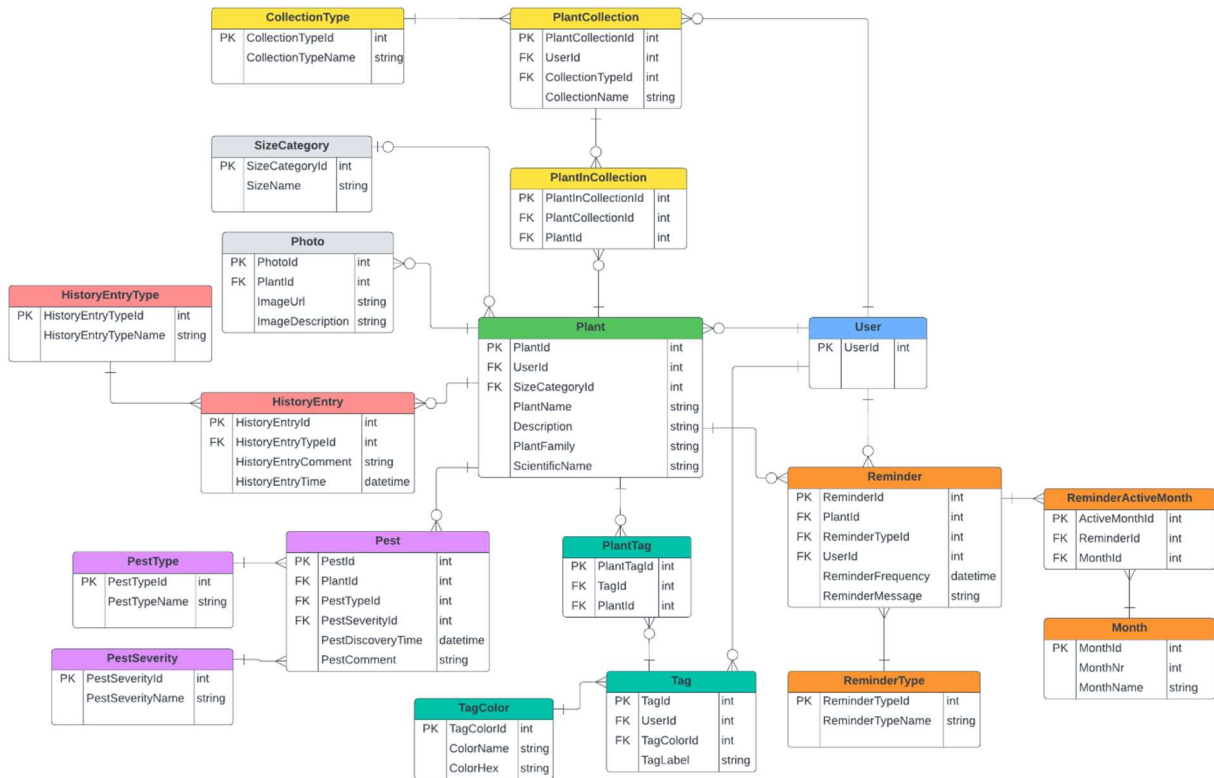 CollectionType
PK CollectionTypeId int
CollectionTypeName string
PlantCollection
PK PlantCollectionId int
FK UserId int
FK CollectionTypeId int
CollectionName string
SizeCategory
PK SizeCategoryId int
SizeName string
PlantInCollection
PK PlantInCollectionId int
FK PlantCollectionId int
FK PlantId int
Photo
PK PhotoId int
FK PlantId int
ImageUrl string
ImageDescription string
HistoryEntryType
PK HistoryEntryTypeId int
HistoryEntryTypeName string
Plant
PK PlantId int
FK UserId int
FK SizeCategoryId int
PlantName string
Description string
PlantFamily string
ScientificName string
User
PK UserId int
HistoryEntry
PK HistoryEntryId int
FK HistoryEntryTypeId int
HistoryEntryComment string
HistoryEntryTime datetime
Reminder
PK ReminderId int
FK PlantId int
FK ReminderTypeId int
FK UserId int
ReminderFrequency datetime
ReminderMessage string
ReminderActiveMonth
PK ActiveMonthId int
FK ReminderId int
FK MonthId int
Pest
PK PestId int
FK PlantId int
FK PestTypeId int
FK PestSeverityId int
PestDiscoveryTime datetime
PestComment string
PlantTag
PK PlantTagId int
FK TagId int
FK PlantId int
PestType
PK PestTypeId int
PestTypeName string
Month
PK MonthId int
MonthNr int
MonthName string
PestSeverity
PK PestSeverityId int
PestSeverityName string
Tag
PK TagId int
FK UserId int
FK TagColorId int
TagLabel string
ReminderType
PK ReminderTypeId int
ReminderTypeName string
TagColor
PK TagColorId int
ColorName string
ColorHex string